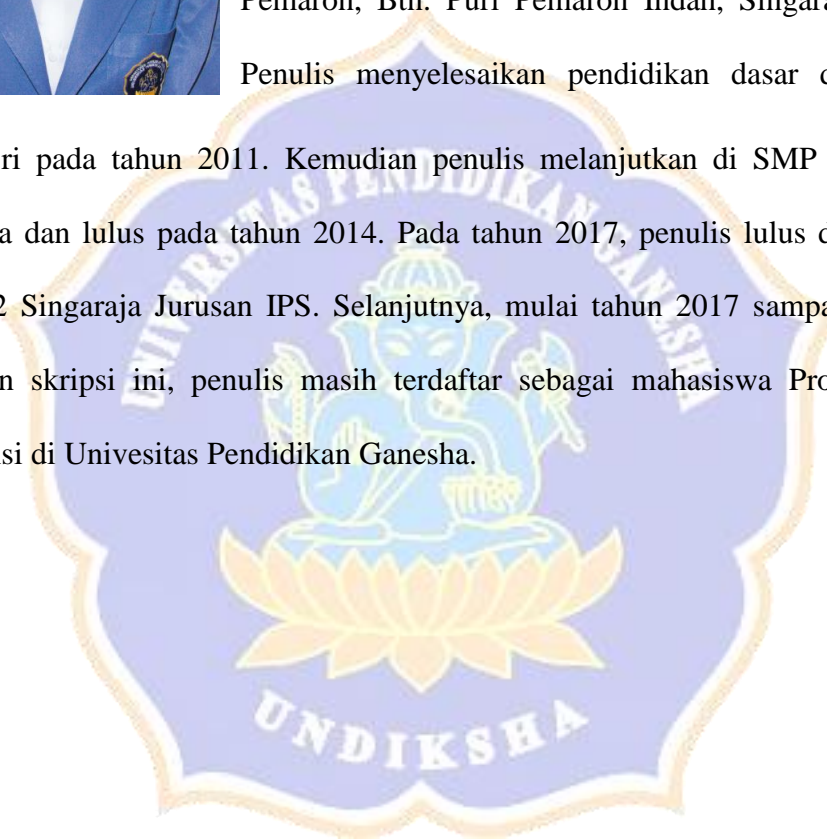 Pemaron, Btn. Puri Pemaron Indah, Singara
Penulis menyelesaikan pendidikan dasar d
ri pada tahun 2011. Kemudian penulis melanjutkan di SMP
a dan lulus pada tahun 2014. Pada tahun 2017, penulis lulus d
2 Singaraja Jurusan IPS. Selanjutnya, mulai tahun 2017 sampa
n skripsi ini, penulis masih terdaftar sebagai mahasiswa Pro
si di Univesitas Pendidikan Ganesha.
UNIVERSITAS PENDIDIKAN GANESHA
UNDIKSHA